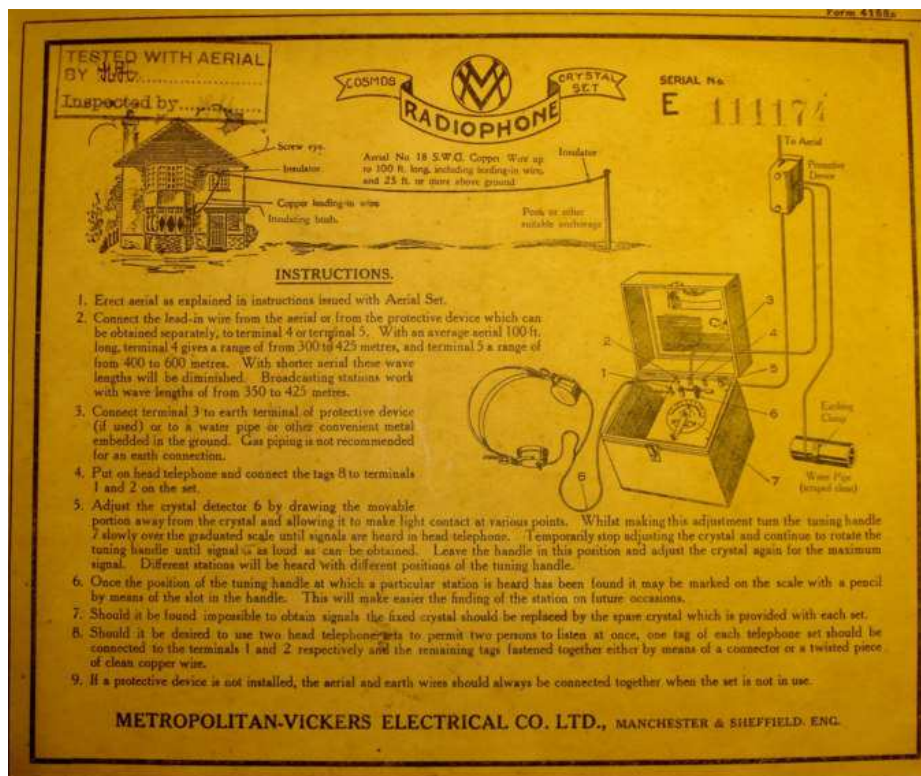 Form 4168
TESTED WITH AERIAL
BY
Inspected by
COSMOS
CRYSTAL
SET
MV
RADIOPHONE
SERIAL No.
E 111174
To Aerial
Protective
Device
Screw eye.
Insulator
Copper leading-in wire
Insulating bush.
Aerial No 18 S.W.G. Copper Wire up
to 100 ft. long, including leading-in wire,
and 25 ft. or more above ground
Insulator
or other
suitable anchorage
INSTRUCTIONS.
1. Erect aerial as explained in instructions issued with Aerial Set.
2. Connect the lead-in wire from the aerial or from the protective device which can
be obtained separately, to terminal 4 or terminal 5. With an average aerial 100 ft.
long, terminal 4 gives a range of from 300 to 425 metres, and terminal 5 a range of
from 400 to 600 metres. With shorter aerial these wave
lengths will be diminished. Broadcasting stations work
with wave lengths of from 350 to 425 metres.
3. Connect terminal 3 to earth terminal of protective device
(if used) or to a water pipe or other convenient metal
embedded in the ground. Gas piping is not recommended
for an earth connection.
4. Put on head telephone and connect the tags 8 to terminals
1 and 2 on the set.
5. Adjust the crystal detector 6 by drawing the movable
portion away from the crystal and allowing it to make light contact at various points. Whilst making this adjustment turn the tuning handle
7 slowly over the graduated scale until signals are heard in head telephone. Temporarily stop adjusting the crystal and continue to rotate the
tuning handle until signal is as loud as can be obtained. Leave the handle in this position and adjust the crystal again for the maximum
signal. Different stations will be heard with different positions of the tuning handle.
6. Once the position of the tuning handle at which a particular station is heard has been found it may be marked on the scale with a pencil
by means of the slot in the handle. This will make easier the finding of the station on future occasions.
7. Should it be found impossible to obtain signals the fixed crystal should be replaced by the spare crystal which is provided with each set.
8. Should it be desired to use two head telephone sets to permit two persons to listen at once, one tag of each telephone set should be
connected to the terminals 1 and 2 respectively and the remaining tags fastened together either by means of a connector or a twisted piece
of clean copper wire.
9. If a protective device is not installed, the aerial and earth wires should always be connected together when the set is not in use.
3
4
2
1
5
6
7
8
Earthing
Clamp
Water Pipe
(scraped clean)
METROPOLITAN-VICKERS ELECTRICAL CO. LTD., MANCHESTER & SHEFFIELD. ENG.